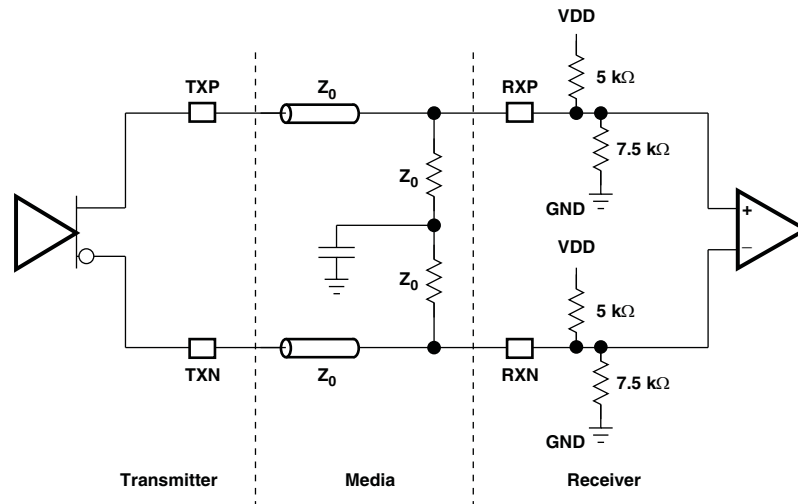 VDD
TXP
Z0
RXP
5 kΩ
Z0
7.5 kΩ
GND
+
VDD
−
Z0
5 kΩ
TXN
Z0
RXN
7.5 kΩ
GND
Transmitter
Media
Receiver